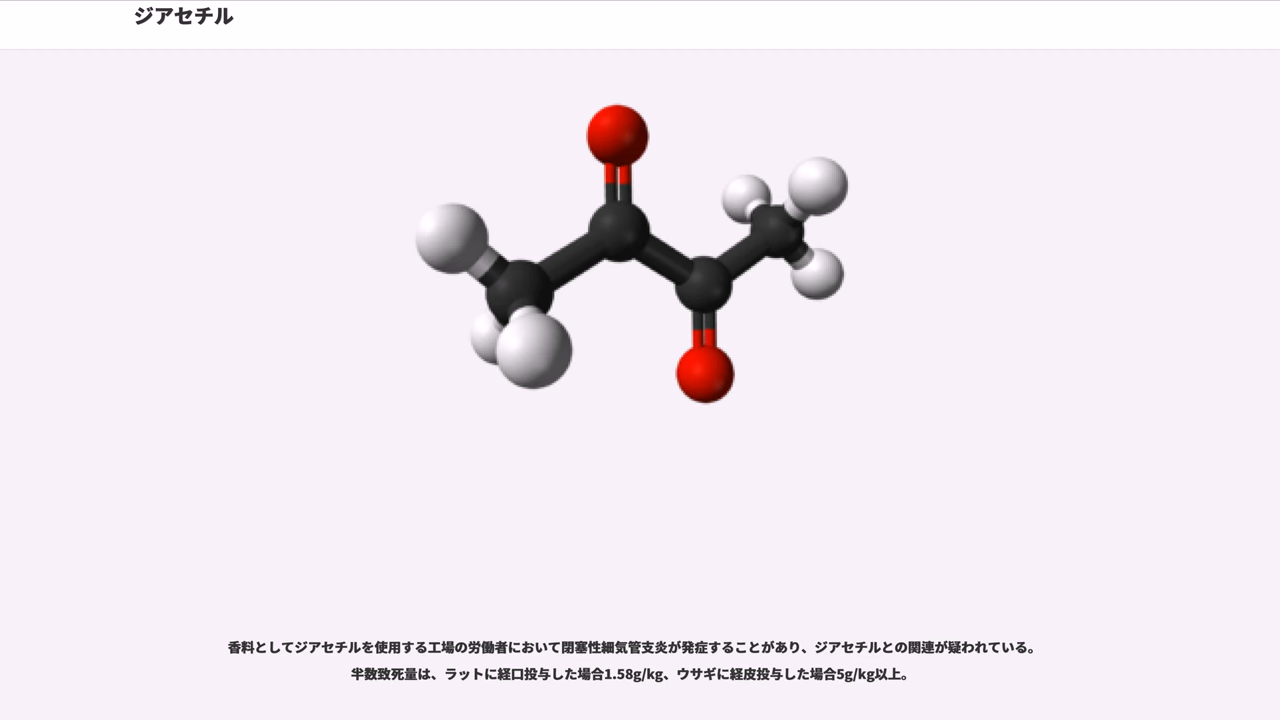 ジアセチル
香料としてジアセチルを使用する工場の労働者において閉塞性細気管支炎が発症することがあり、ジアセチルとの関連が疑われている。
半数致死量は、ラットに経口投与した場合1.58g/kg、ウサギに経皮投与した場合5g/kg以上。